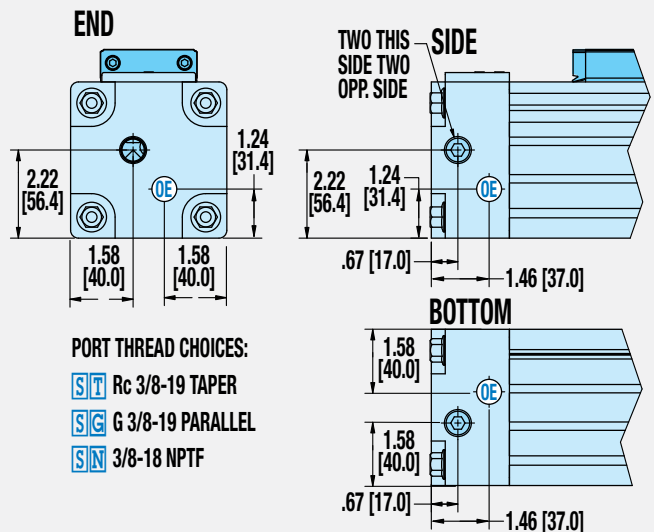 END
2.22
[56.4]
OE
1.24
[31.4]
1.58
[40.0]
1.58
[40.0]
TWO THIS
SIDE TWO
OPP. SIDE
SIDE
2.22
[56.4]
1.24
[31.4]
OE
.67 [17.0]
1.46 [37.0]
PORT THREAD CHOICES:
ST Rc 3/8-19 TAPER
SG G 3/8-19 PARALLEL
SN 3/8-18 NPTF
BOTTOM
1.58
[40.0]
OE
1.58
[40.0]
.67 [17.0]
1.46 [37.0]